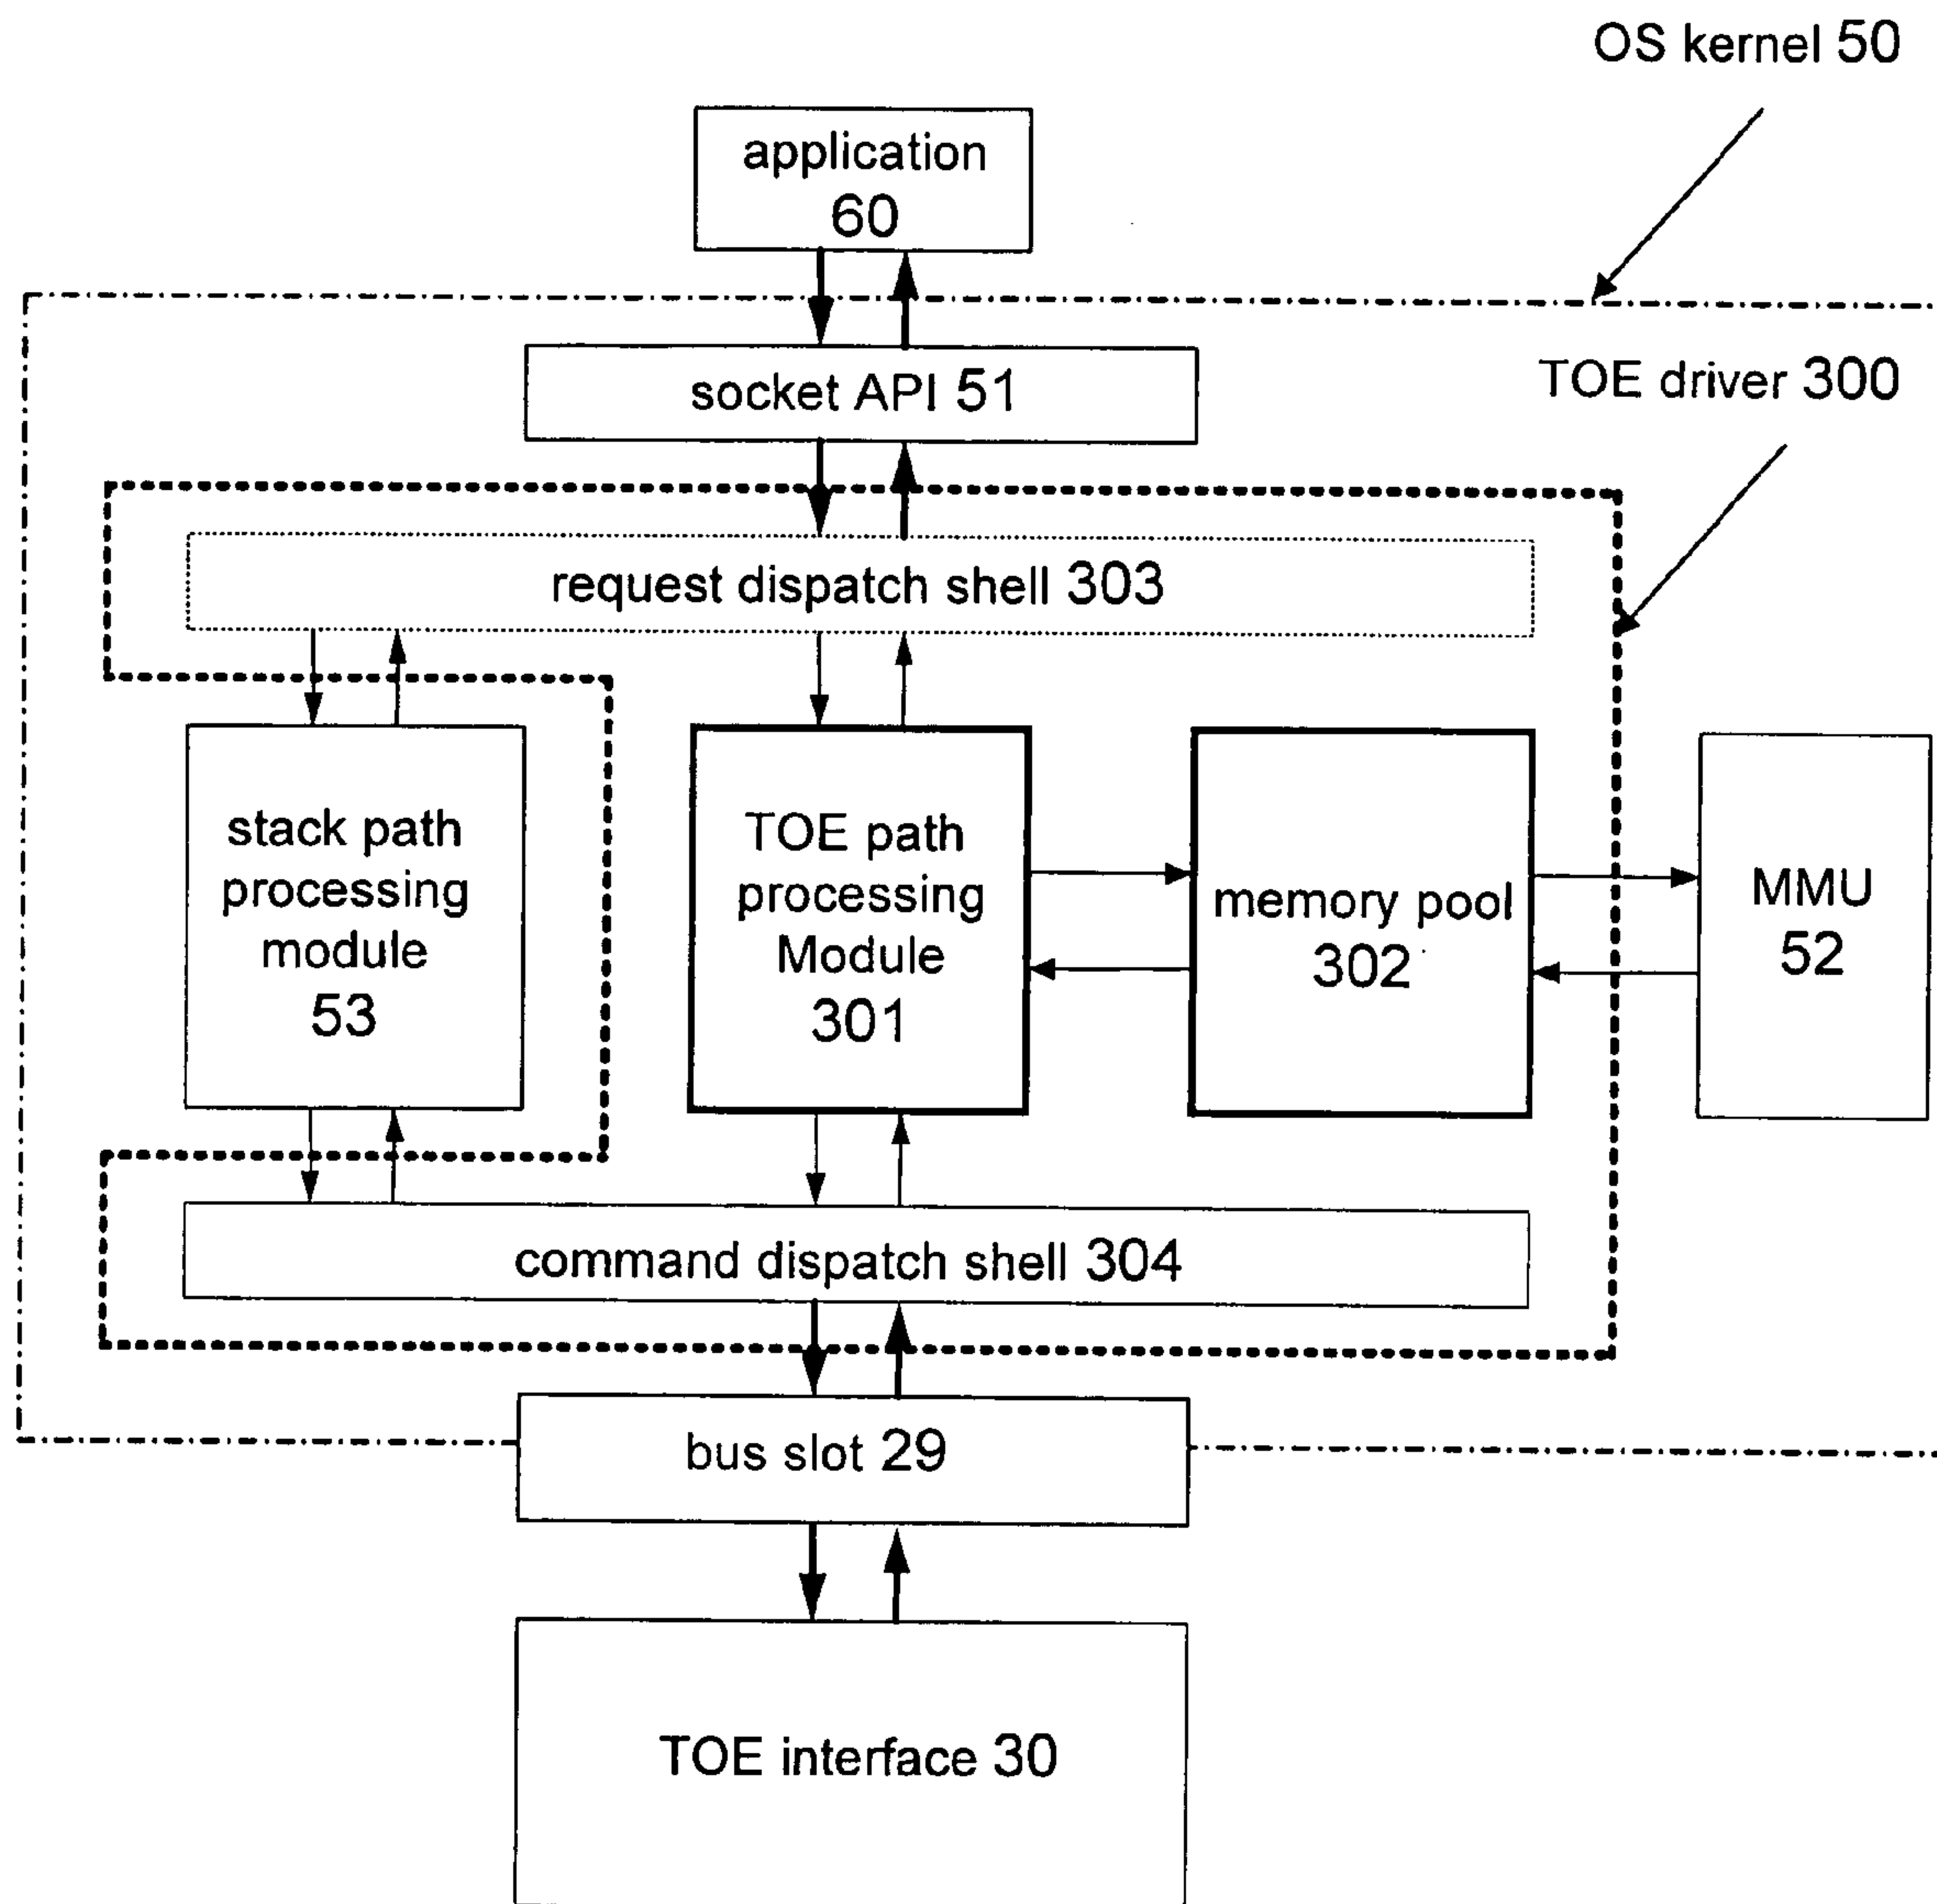 OS kernel 50
application
60
socket API 51
TOE driver 300
request dispatch shell 303
stack path
processing
module
53
TOE path
processing
Module
301
memory pool
302
MMU
52
command dispatch shell 304
bus slot 29
TOE interface 30